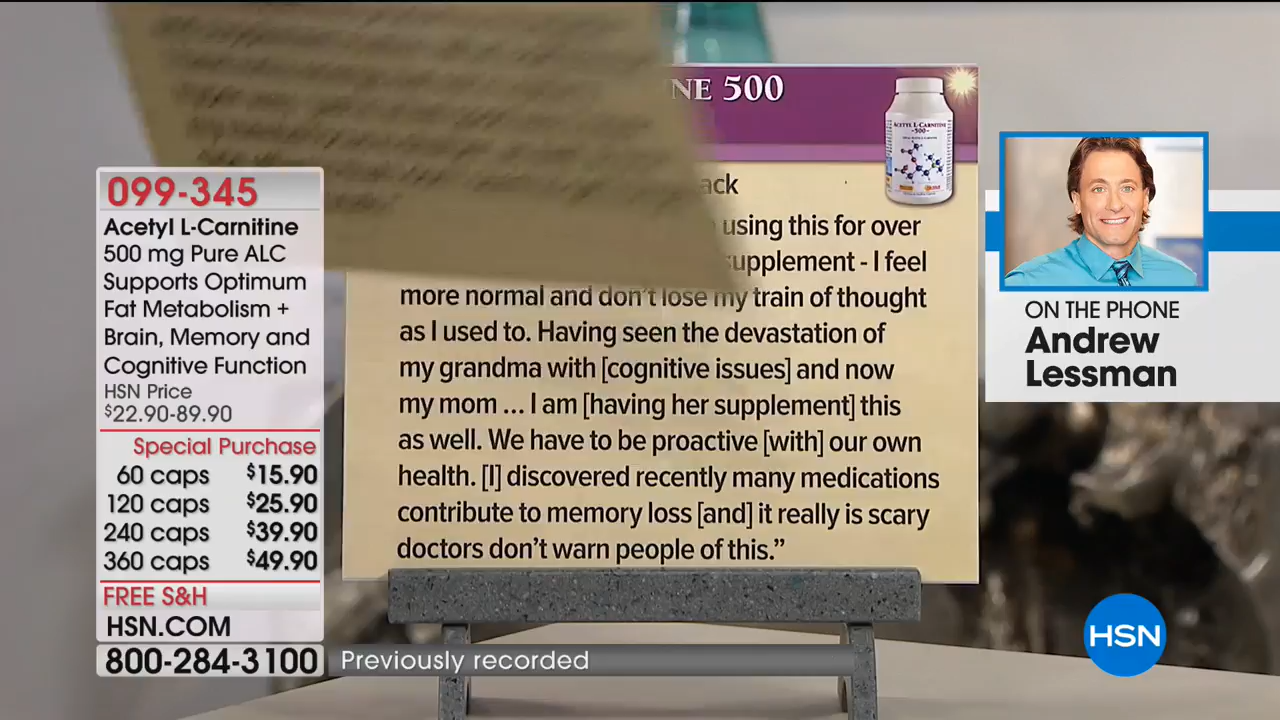 099-345
Acetyl L-Carnitine
500 mg Pure ALC
Supports Optimum
Fat Metabolism +
Brain, Memory and
Cognitive Function
HSN Price
$22.90-89.90
Special Purchase
60 caps $15.90
120 caps $25.90
240 caps $39.90
360 caps $49.90
FREE S&H
HSN.COM
800-284-3100
Previously recorded
NE 500
ACETYL L-CARNITINE
-500-
ack
using this for over
supplement - I feel
more normal and don't lose my train of thought
as I used to. Having seen the devastation of
my grandma with [cognitive issues] and now
my mom ... I am [having her supplement] this
as well. We have to be proactive [with] our own
health. [I] discovered recently many medications
contribute to memory loss [and] it really is scary
doctors don't warn people of this.”
ON THE PHONE
Andrew
Lessman
HSN